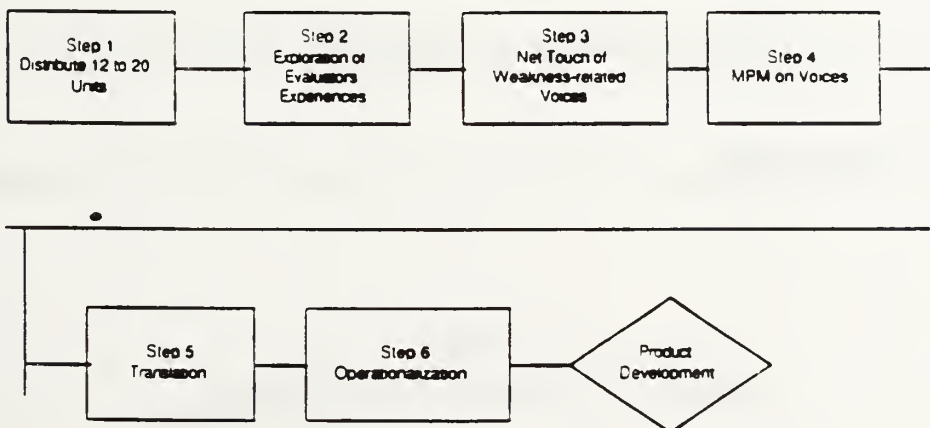 Step 1
Distribute 12 to 20
Units
Step 2
Exploration of
Evaluators
Experiences
Step 3
Net Touch of
Weakness-related
Voices
Step 4
MPM on Voices
Step 5
Translation
Step 6
Operationalization
Product
Development